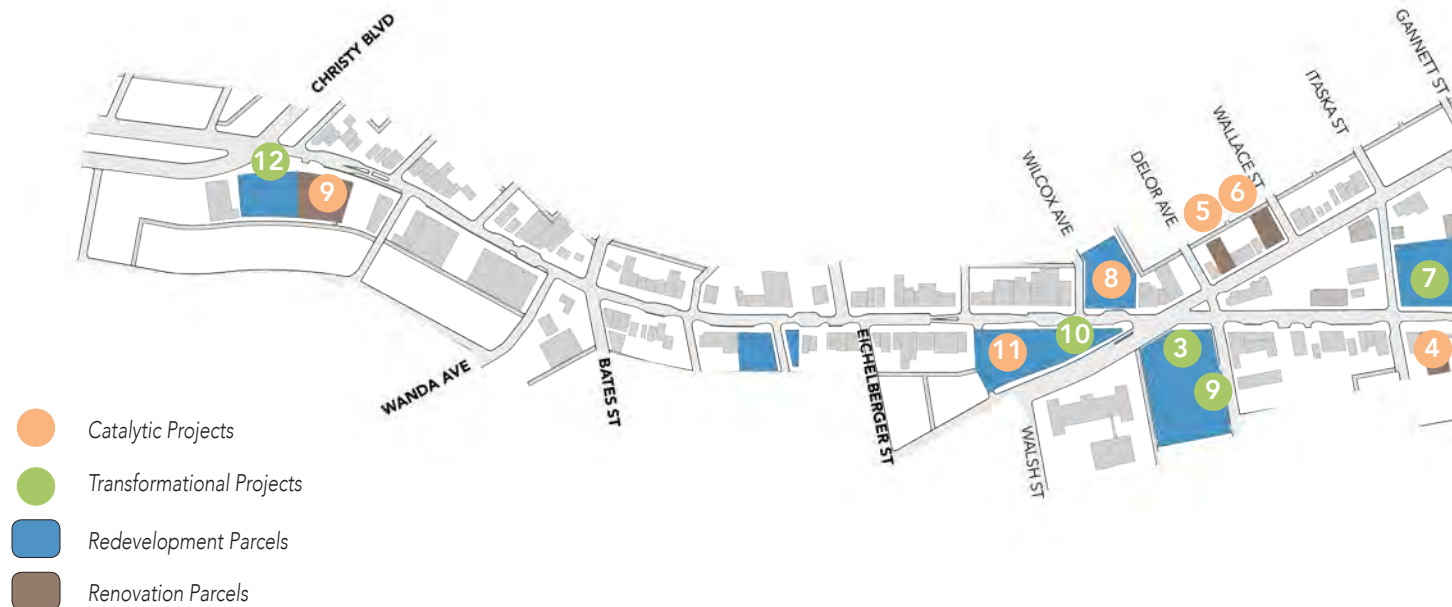 CHRISTY BLVD
GANNETT ST
ITASKA ST
WALLACE ST
DELOR AVE
WILCOX AVE
12
9
5
6
8
7
10
11
3
9
4
WANDA AVE
BATES ST
EICHELBERGER ST
WALSH ST
Catalytic Projects
Transformational Projects
Redevelopment Parcels
Renovation Parcels